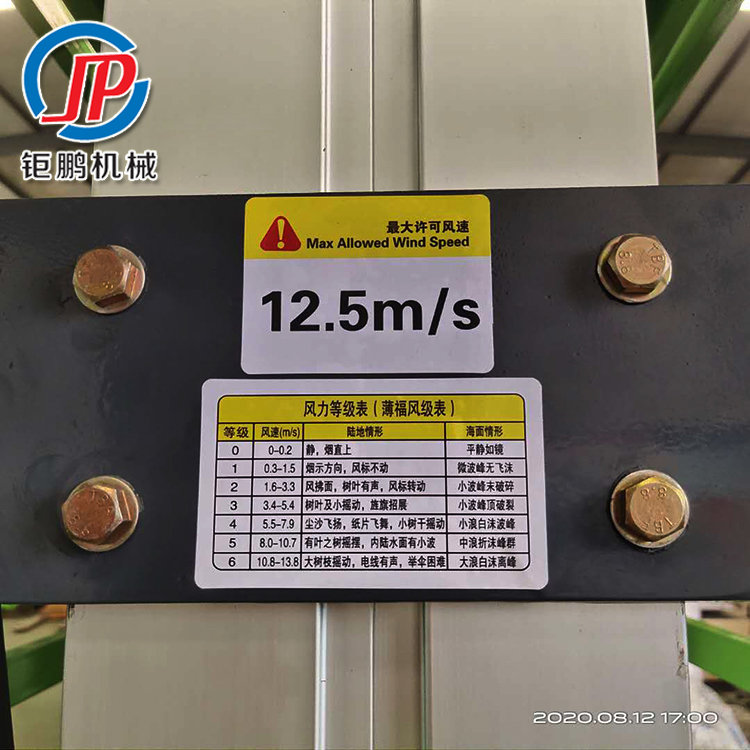 JP
钜鹏机械
最大许可风速
Max Allowed Wind Speed
12.5m/s
风力等级表（薄福风级表）
等级 风速(m/s) 陆地情形 海面情形
0 0-0.2 静，烟直上 平静如镜
1 0.3-1.5 烟示方向，风标不动 微波峰无飞沫
2 1.6-3.3 风拂面，树叶有声，风标转动 小波峰未破碎
3 3.4-5.4 树叶及小摇动，旌旗招展 小波峰顶破裂
4 5.5-7.9 尘沙飞扬，纸片飞舞，小树干摇动 小浪白沫波峰
5 8.0-10.7 有叶之树摇摆，内陆水面有小波 中浪折沫峰群
6 10.8-13.8 大树枝摇动，电线有声，举伞困难 大浪白沫离峰
8.8
8.8
2020.08.12 17:00